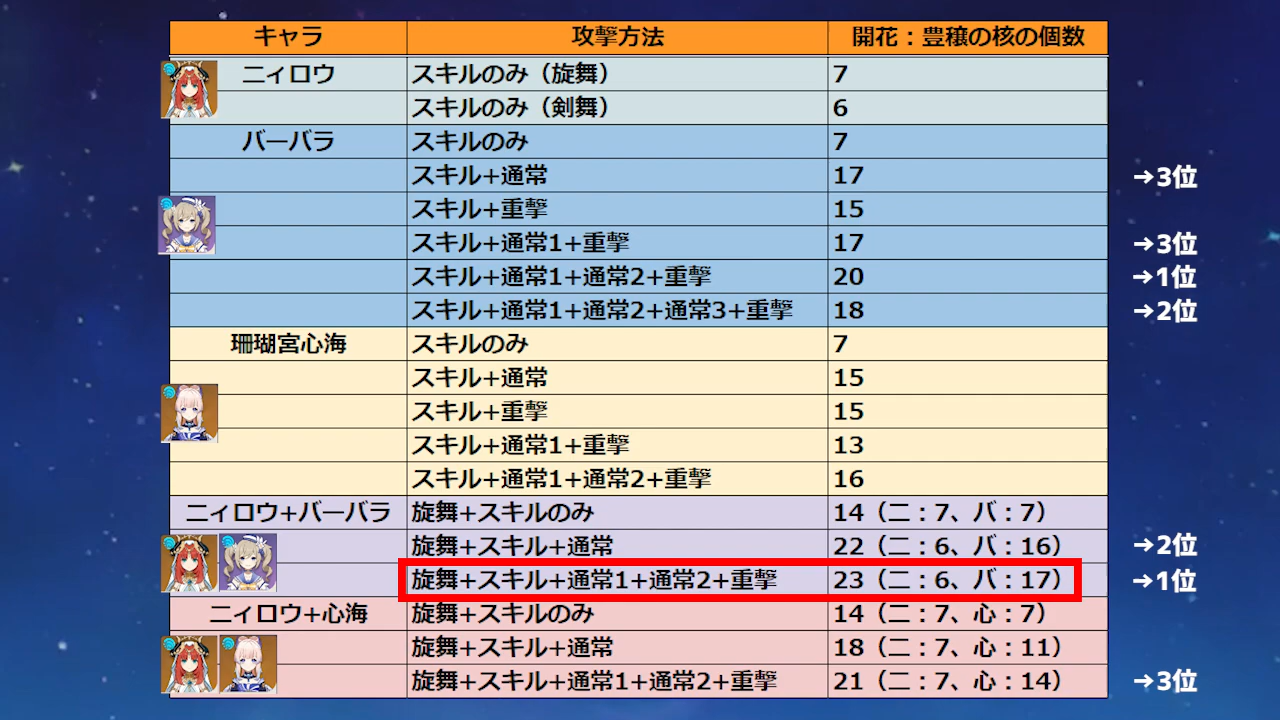 キャラ 攻撃方法 開花：豊穣の核の個数
ニィロウ スキルのみ（旋舞） 7
スキルのみ（剣舞） 6
バーバラ スキルのみ 7
スキル+通常 17 →3位
スキル+重撃 15
スキル+通常1+重撃 17 →3位
スキル+通常1+通常2+重撃 20 →1位
スキル+通常1+通常2+通常3+重撃 18 →2位
珊瑚宮心海 スキルのみ 7
スキル+通常 15
スキル+重撃 15
スキル+通常1+重撃 13
スキル+通常1+通常2+重撃 16
ニィロウ+バーバラ 旋舞+スキルのみ 14（ニ：7、バ：7）
旋舞+スキル+通常 22（ニ：6、バ：16） →2位
旋舞+スキル+通常1+通常2+重撃 23（ニ：6、バ：17） →1位
ニィロウ+心海 旋舞+スキルのみ 14（ニ：7、心：7）
旋舞+スキル+通常 18（ニ：7、心：11）
旋舞+スキル+通常1+通常2+重撃 21（ニ：7、心：14） →3位